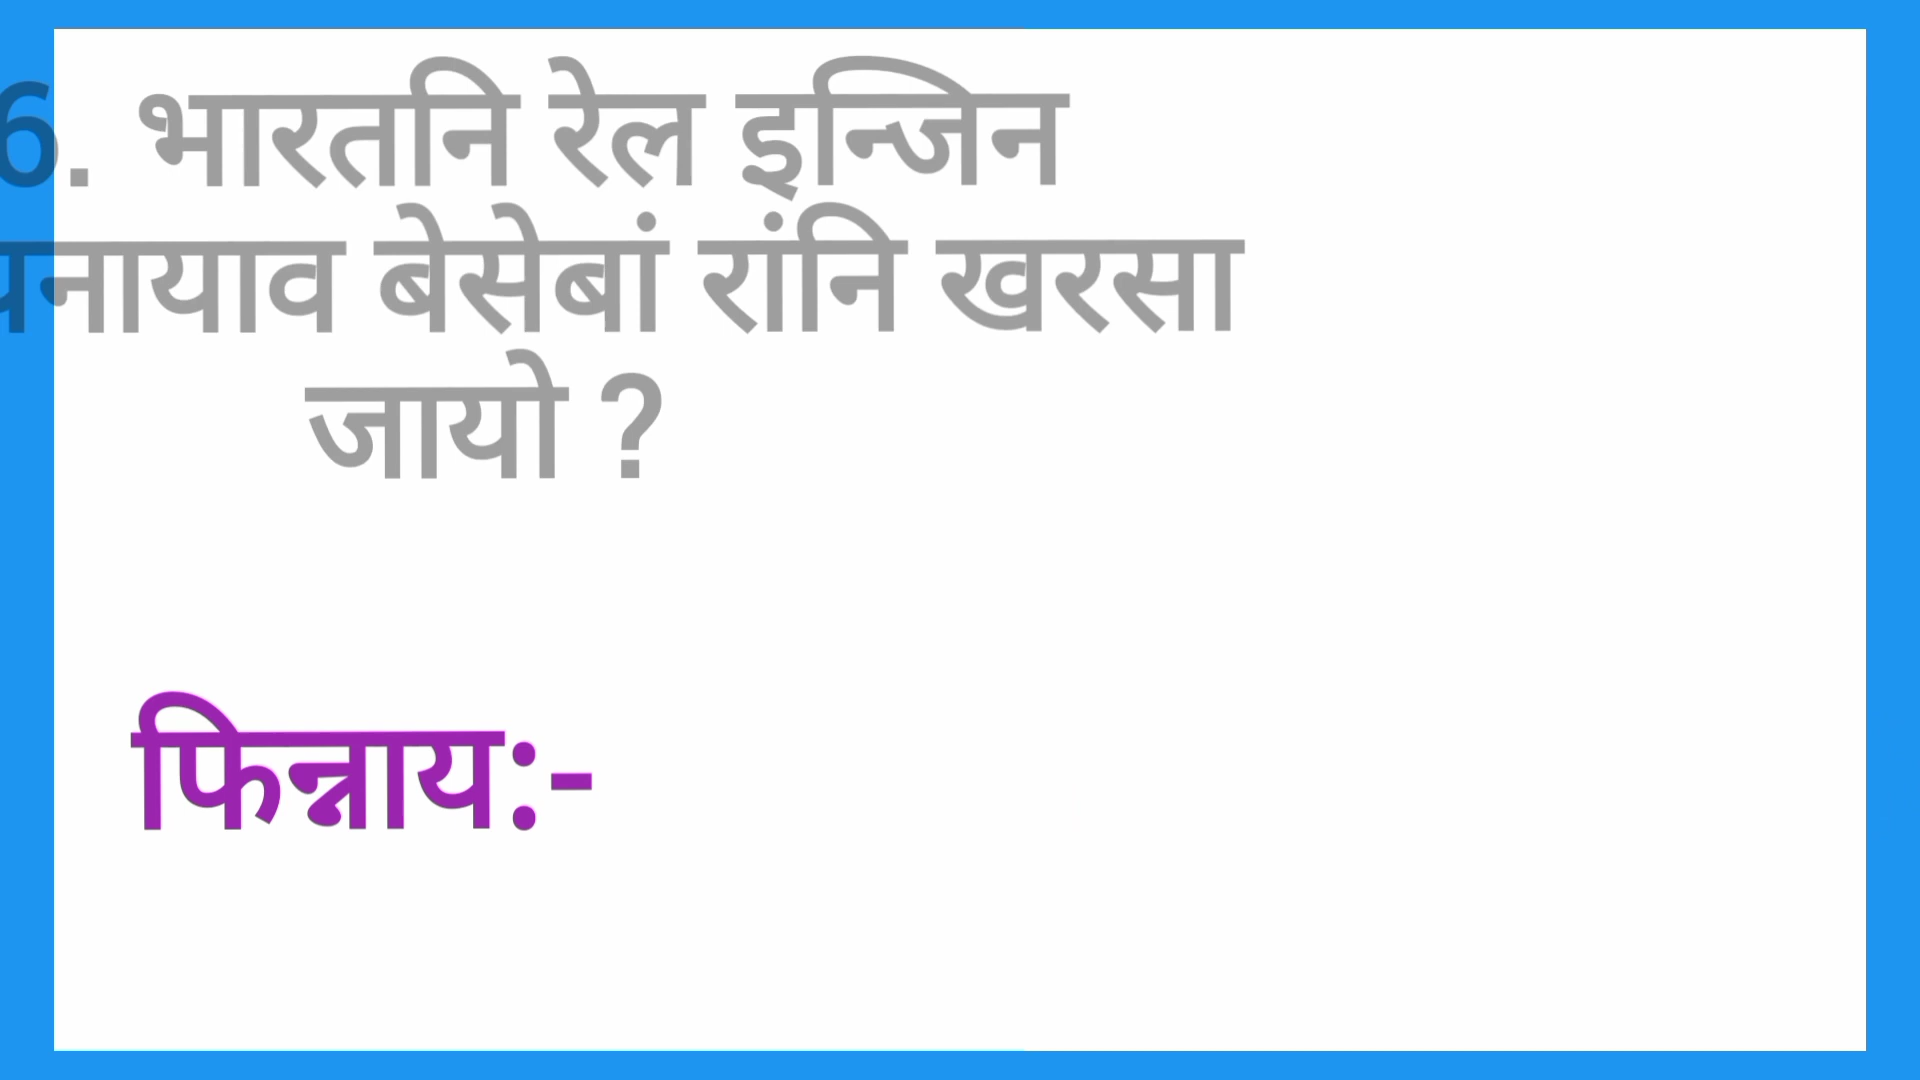 6. भारतनि रेल इन्जिन
बेसेबां रांनि खरसा
जायो ?
फिन्नाय:-